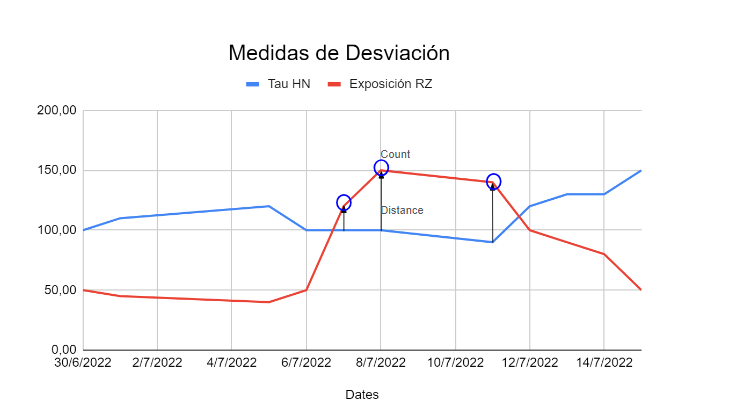 Medidas de Desviación
Tau HN
Exposición RZ
200,00
150,00
100,00
50,00
0,00
Count
Distance
30/6/2022
2/7/2022
4/7/2022
6/7/2022
8/7/2022
10/7/2022
12/7/2022
14/7/2022
Dates